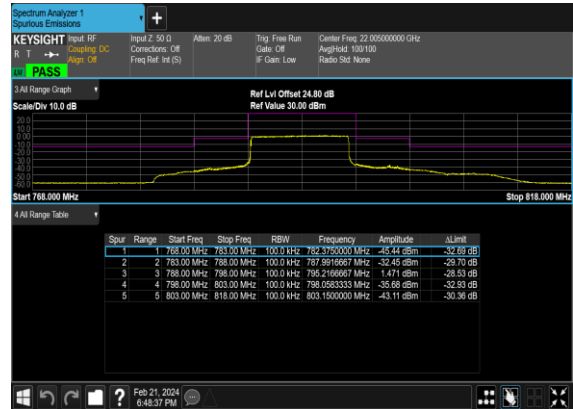 Spectrum Analyzer 1
Spurious Emissions
KEYSIGHT Input: RF
Coupling: DC
Align: Off
R T
Input Z: 50 Ω
Corrections: Off
Freq Ref: Int (S)
Atten: 20 dB
Trig: Free Run
Gate: Off
IF Gain: Low
Center Freq: 22.005000000 GHz
Avg|Hold: 100/100
Radio Std: None
PASS
3 All Range Graph
Scale/Div 10.0 dB
Ref Lvl Offset 24.80 dB
Ref Value 30.00 dBm
20.0
10.0
0.00
-10.0
-20.0
-30.0
-40.0
-50.0
-60.0
Start 768.000 MHz Stop 818.000 MHz
4 All Range Table
Spur Range Start Freq Stop Freq RBW Frequency Amplitude ΔLimit
1 1 768.00 MHz 783.00 MHz 100.0 kHz 782.3750000 MHz -45.44 dBm -32.69 dB
2 2 783.00 MHz 788.00 MHz 100.0 kHz 787.9916667 MHz -32.45 dBm -29.70 dB
3 3 788.00 MHz 798.00 MHz 100.0 kHz 795.2166667 MHz 1.471 dBm -28.53 dB
4 4 798.00 MHz 803.00 MHz 100.0 kHz 798.0583333 MHz -35.68 dBm -32.93 dB
5 5 803.00 MHz 818.00 MHz 100.0 kHz 803.1500000 MHz -43.11 dBm -30.36 dB
?
Feb 21, 2024
6:48:37 PM